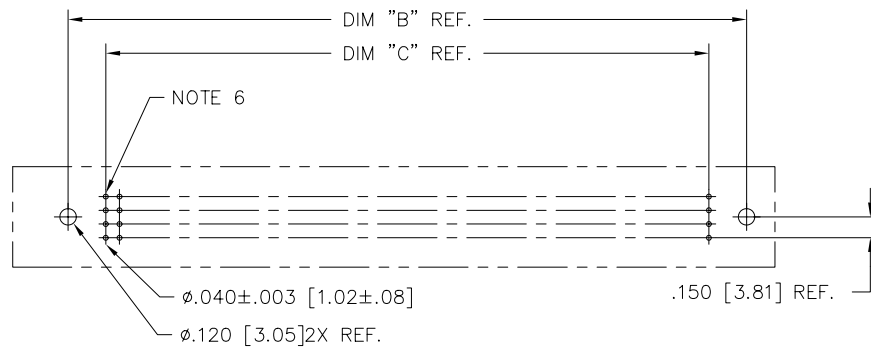 DIM "B" REF.
DIM "C" REF.
NOTE 6
ø.040±.003 [1.02±.08]
.150 [3.81] REF.
ø.120 [3.05]2X REF.